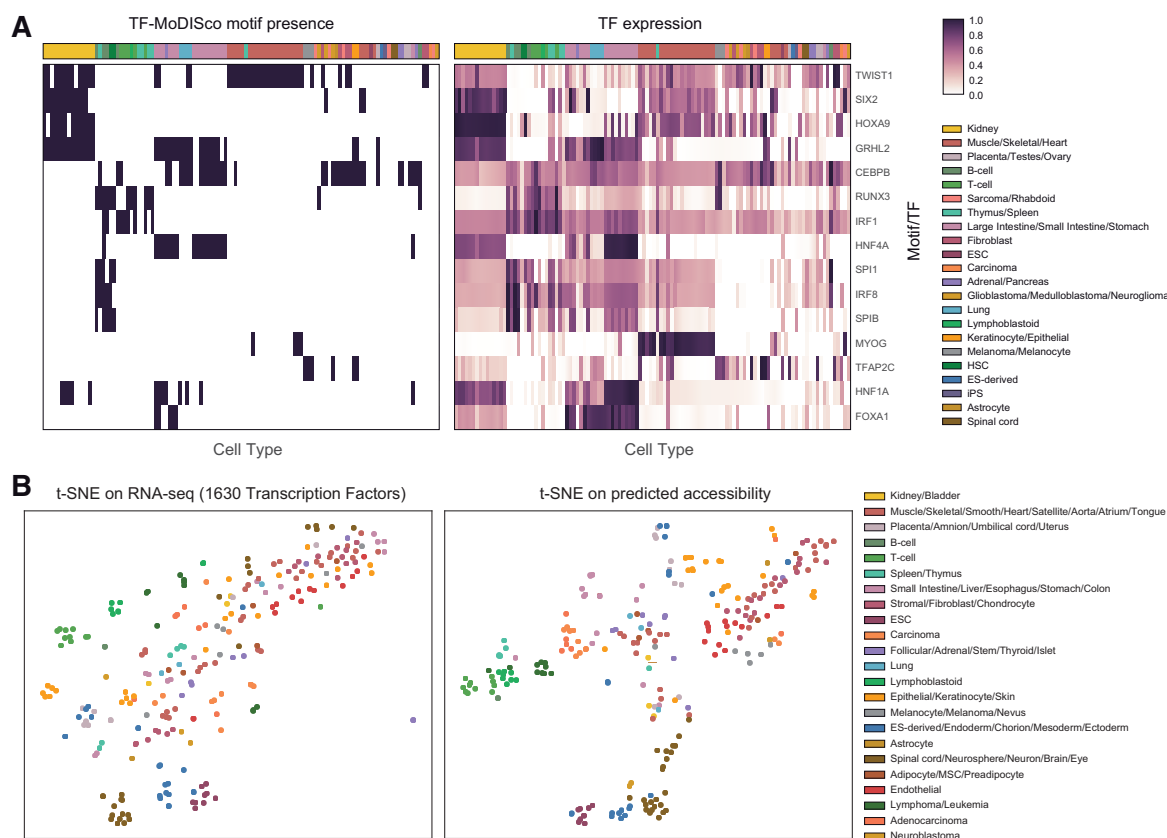 A
TF-MoDISco motif presence
TF expression
1.0
0.8
0.6
0.4
0.2
0.0
TWIST1
SIX2
HOXA9
GRHL2
CEBPB
RUNX3
IRF1
HNF4A
SPI1
IRF8
SPIB
MYOG
TFAP2C
HNF1A
FOXA1
Motif/TF
Cell Type
Cell Type
Kidney
Muscle/Skeletal/Heart
Placenta/Testes/Ovary
B-cell
T-cell
Sarcoma/Rhabdoid
Thymus/Spleen
Large Intestine/Small Intestine/Stomach
Fibroblast
ESC
Carcinoma
Adrenal/Pancreas
Glioblastoma/Medulloblastoma/Neuroglioma
Lung
Lymphoblastoid
Keratinocyte/Epithelial
Melanoma/Melanocyte
HSC
ES-derived
iPS
Astrocyte
Spinal cord
B
t-SNE on RNA-seq (1630 Transcription Factors)
t-SNE on predicted accessibility
Kidney/Bladder
Muscle/Skeletal/Smooth/Heart/Satellite/Aorta/Atrium/Tongue
Placenta/Amnion/Umbilical cord/Uterus
B-cell
T-cell
Spleen/Thymus
Small Intestine/Liver/Esophagus/Stomach/Colon
Stromal/Fibroblast/Chondrocyte
ESC
Carcinoma
Follicular/Adrenal/Stem/Thyroid/Islet
Lung
Lymphoblastoid
Epithelial/Keratinocyte/Skin
Melanocyte/Melanoma/Nevus
ES-derived/Endoderm/Chorion/Mesoderm/Ectoderm
Astrocyte
Spinal cord/Neurosphere/Neuron/Brain/Eye
Adipocyte/MSC/Preadipocyte
Endothelial
Lymphoma/Leukemia
Adenocarcinoma
Neuroblastoma